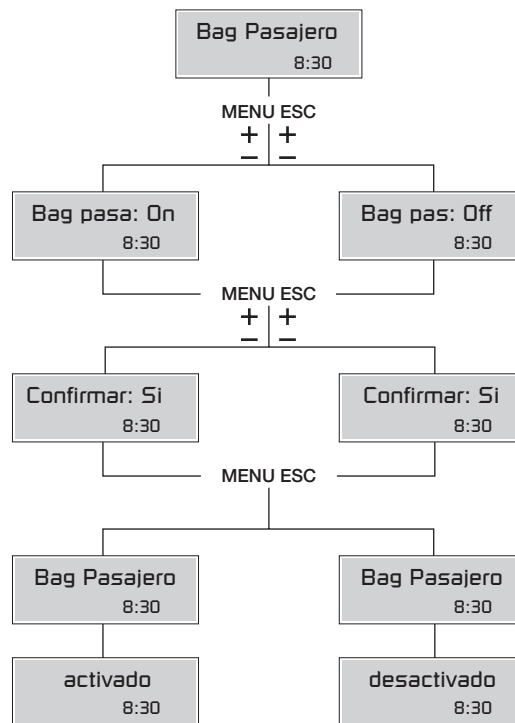 Bag Pasajero
8:30
MENU ESC
+ +
– –
Bag pasa: On
8:30
Bag pas: Off
8:30
MENU ESC
+ +
– –
Confirmar: Si
8:30
Confirmar: Si
8:30
MENU ESC
Bag Pasajero
8:30
Bag Pasajero
8:30
activado
8:30
desactivado
8:30